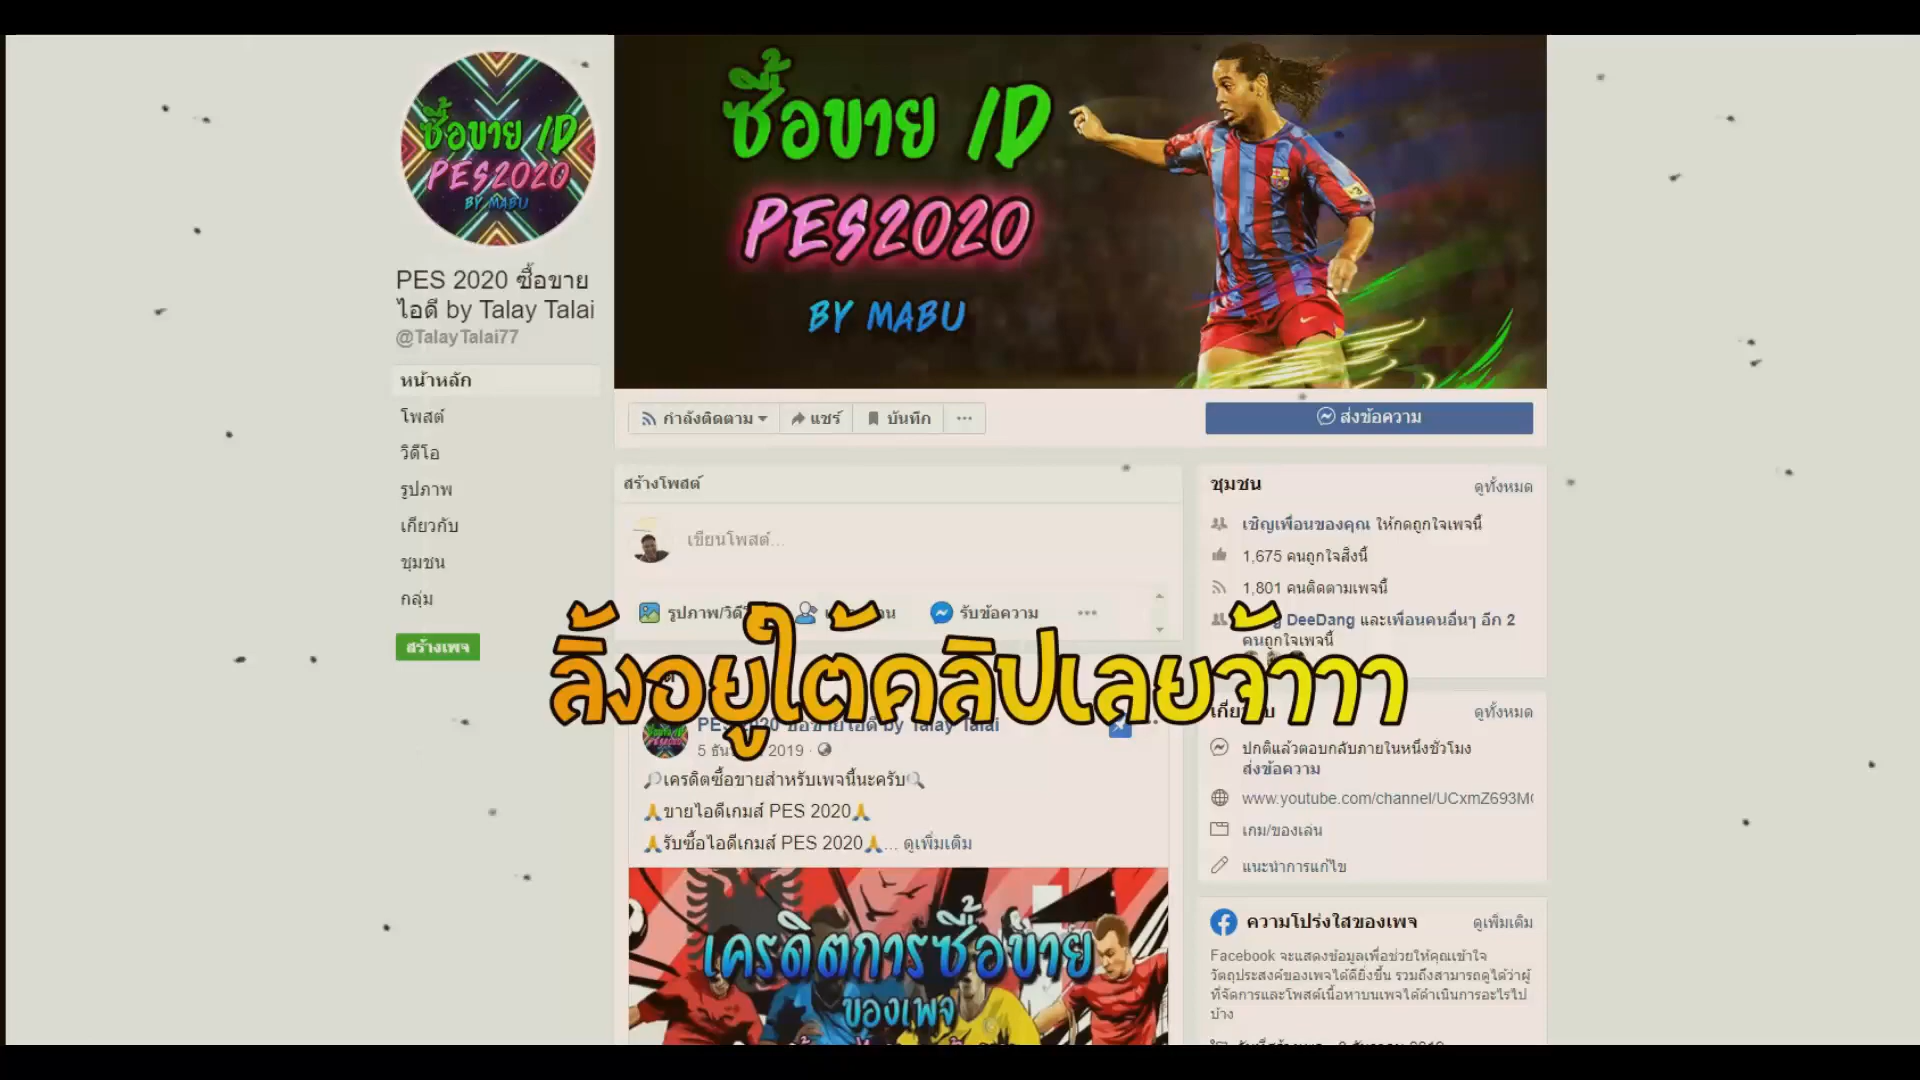 ซื้อขาย ID
PES2020
BY MABU
PES 2020 ซื้อขาย
ไอดี by Talay Talai
@TalayTalai77
หน้าหลัก
โพสต์
วิดีโอ
รูปภาพ
เกี่ยวกับ
ชุมชน
กลุ่ม
สร้างเพจ
ซื้อขาย ID
PES2020
BY MABU
กำลังติดตาม
แชร์
บันทึก
ส่งข้อความ
สร้างโพสต์
เขียนโพสต์...
รับข้อความ
ลิ้งอยู่ใต้คลิปเลยจ้าาา
PES 2020 ซื้อขายไอดี by Talay Talai
2019
🔎เครดิตซื้อขายสำหรับเพจนี้นะครับ🔍
🙏ขายไอดีเกมส์ PES 2020🙏
🙏รับซื้อไอดีเกมส์ PES 2020🙏... ดูเพิ่มเติม
เครดิตการซื้อขาย
ของเพจ
ชุมชน
ดูทั้งหมด
เชิญเพื่อนของคุณ ให้กดถูกใจเพจนี้
1,675 คนถูกใจสิ่งนี้
1,801 คนติดตามเพจนี้
DeeDang และเพื่อนคนอื่นๆ อีก 2
คนถูกใจเพจนี้
เกี่ยวกับ
ดูทั้งหมด
ปกติแล้วตอบกลับภายในหนึ่งชั่วโมง
ส่งข้อความ
www.youtube.com/channel/UCxmZ693M
เกม/ของเล่น
แนะนำการแก้ไข
ความโปร่งใสของเพจ
ดูเพิ่มเติม
Facebook จะแสดงข้อมูลเพื่อช่วยให้คุณเข้าใจ
วัตถุประสงค์ของเพจได้ดียิ่งขึ้น รวมถึงสามารถดูได้ว่าผู้
ที่จัดการและโพสต์เนื้อหาบนเพจได้ดำเนินการอะไรไป
บ้าง